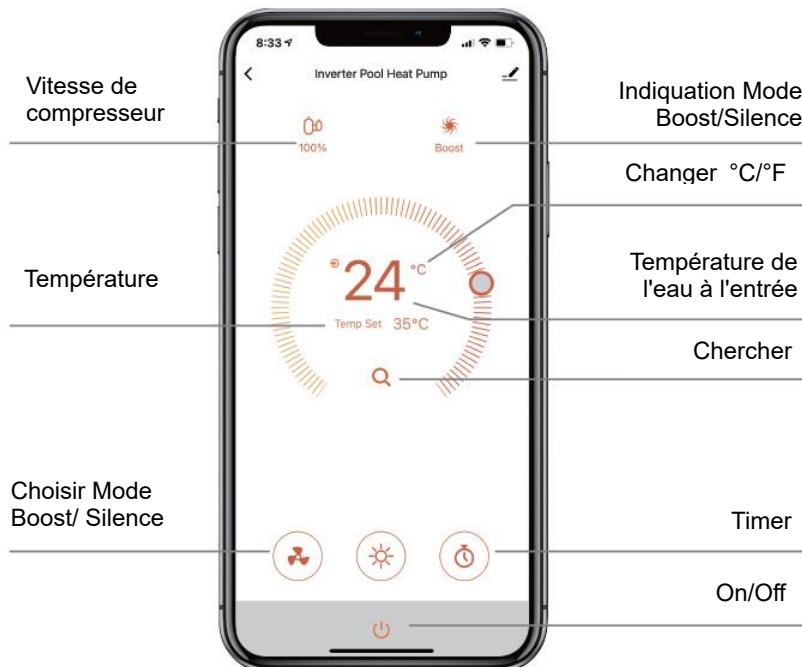 8:33
Inverter Pool Heat Pump
Vitesse de
compresseur
Indiquation Mode
Boost/Silence
100%
Boost
Changer °C/°F
24 °C
Température
Température de
l'eau à l'entrée
Temp Set 35°C
Chercher
Choisir Mode
Boost/ Silence
Timer
On/Off